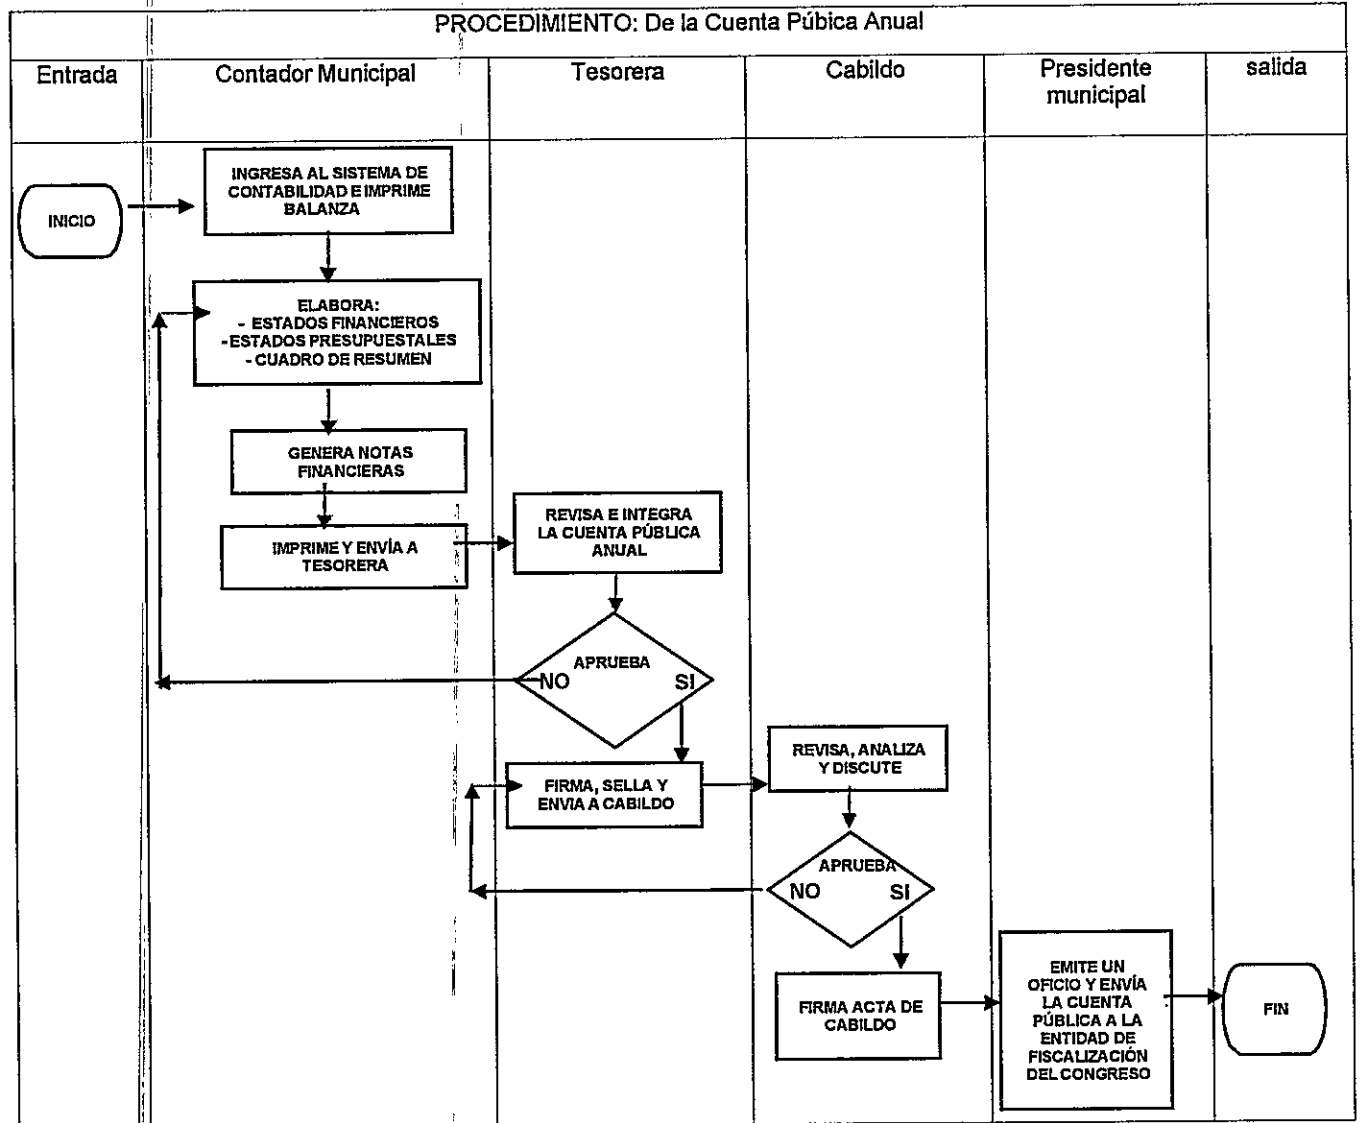 PROCEDIMIENTO: De la Cuenta Púbica Anual
Entrada
Contador Municipal
Tesorera
Cabildo
Presidente
municipal
salida
INICIO
INGRESA AL SISTEMA DE
CONTABILIDAD E IMPRIME
BALANZA
ELABORA:
- ESTADOS FINANCIEROS
- ESTADOS PRESUPUESTALES
- CUADRO DE RESUMEN
GENERA NOTAS
FINANCIERAS
IMPRIME Y ENVÍA A
TESORERA
REVISA E INTEGRA
LA CUENTA PÚBLICA
ANUAL
APRUEBA
NO SI
FIRMA, SELLA Y
ENVIA A CABILDO
REVISA, ANALIZA
Y DISCUTE
APRUEBA
NO SI
FIRMA ACTA DE
CABILDO
EMITE UN
OFICIO Y ENVÍA
LA CUENTA
PÚBLICA A LA
ENTIDAD DE
FISCALIZACIÓN
DEL CONGRESO
FIN